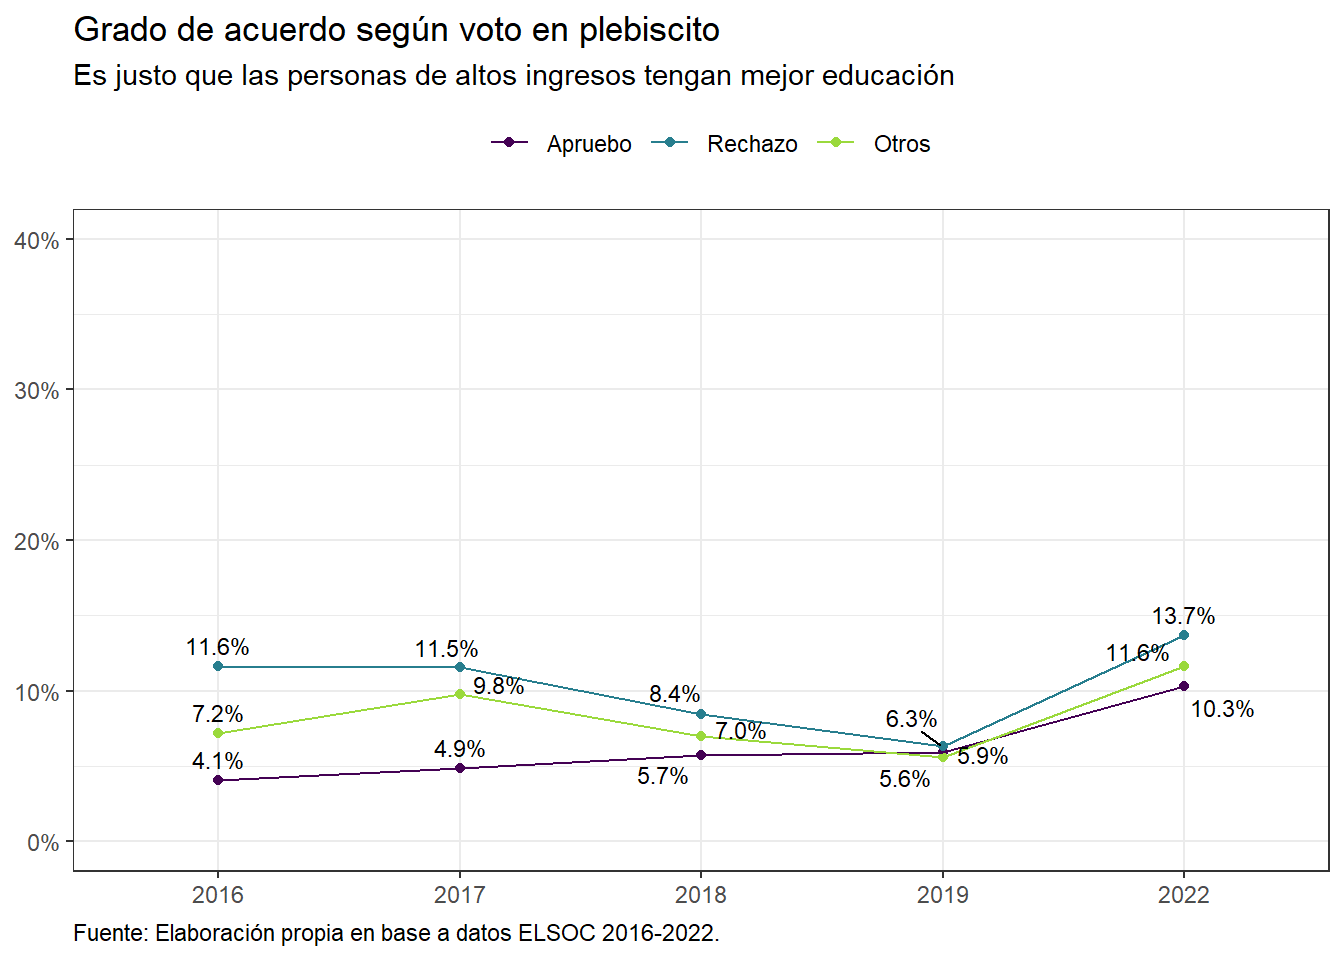 Grado de acuerdo según voto en plebiscito
Es justo que las personas de altos ingresos tengan mejor educación
Apruebo Rechazo Otros
40%
30%
20%
10%
0%
11.6% 11.5% 8.4% 6.3% 13.7%
7.2% 9.8% 7.0% 5.6% 11.6%
4.1% 4.9% 5.7% 5.9% 10.3%
2016 2017 2018 2019 2022
Fuente: Elaboración propia en base a datos ELSOC 2016-2022.